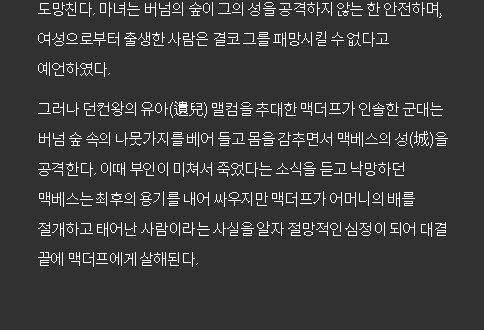 도망친다. 마녀는 버넘의 숲이 그의 성을 공격하지 않는 한 안전하며,
여성으로부터 출생한 사람은 결코 그를 패망시킬 수 없다고
예언하였다.
그러나 던컨왕의 유아(遺兒) 맬컴을 추대한 맥더프가 인솔한 군대는
버넘 숲 속의 나뭇가지를 베어 들고 몸을 감추면서 맥베스의 성(城)을
공격한다. 이때 부인이 미쳐서 죽었다는 소식을 듣고 낙망하던
맥베스는 최후의 용기를 내어 싸우지만 맥더프가 어머니의 배를
절개하고 태어난 사람이라는 사실을 알자 절망적인 심정이 되어 대결
끝에 맥더프에게 살해된다.